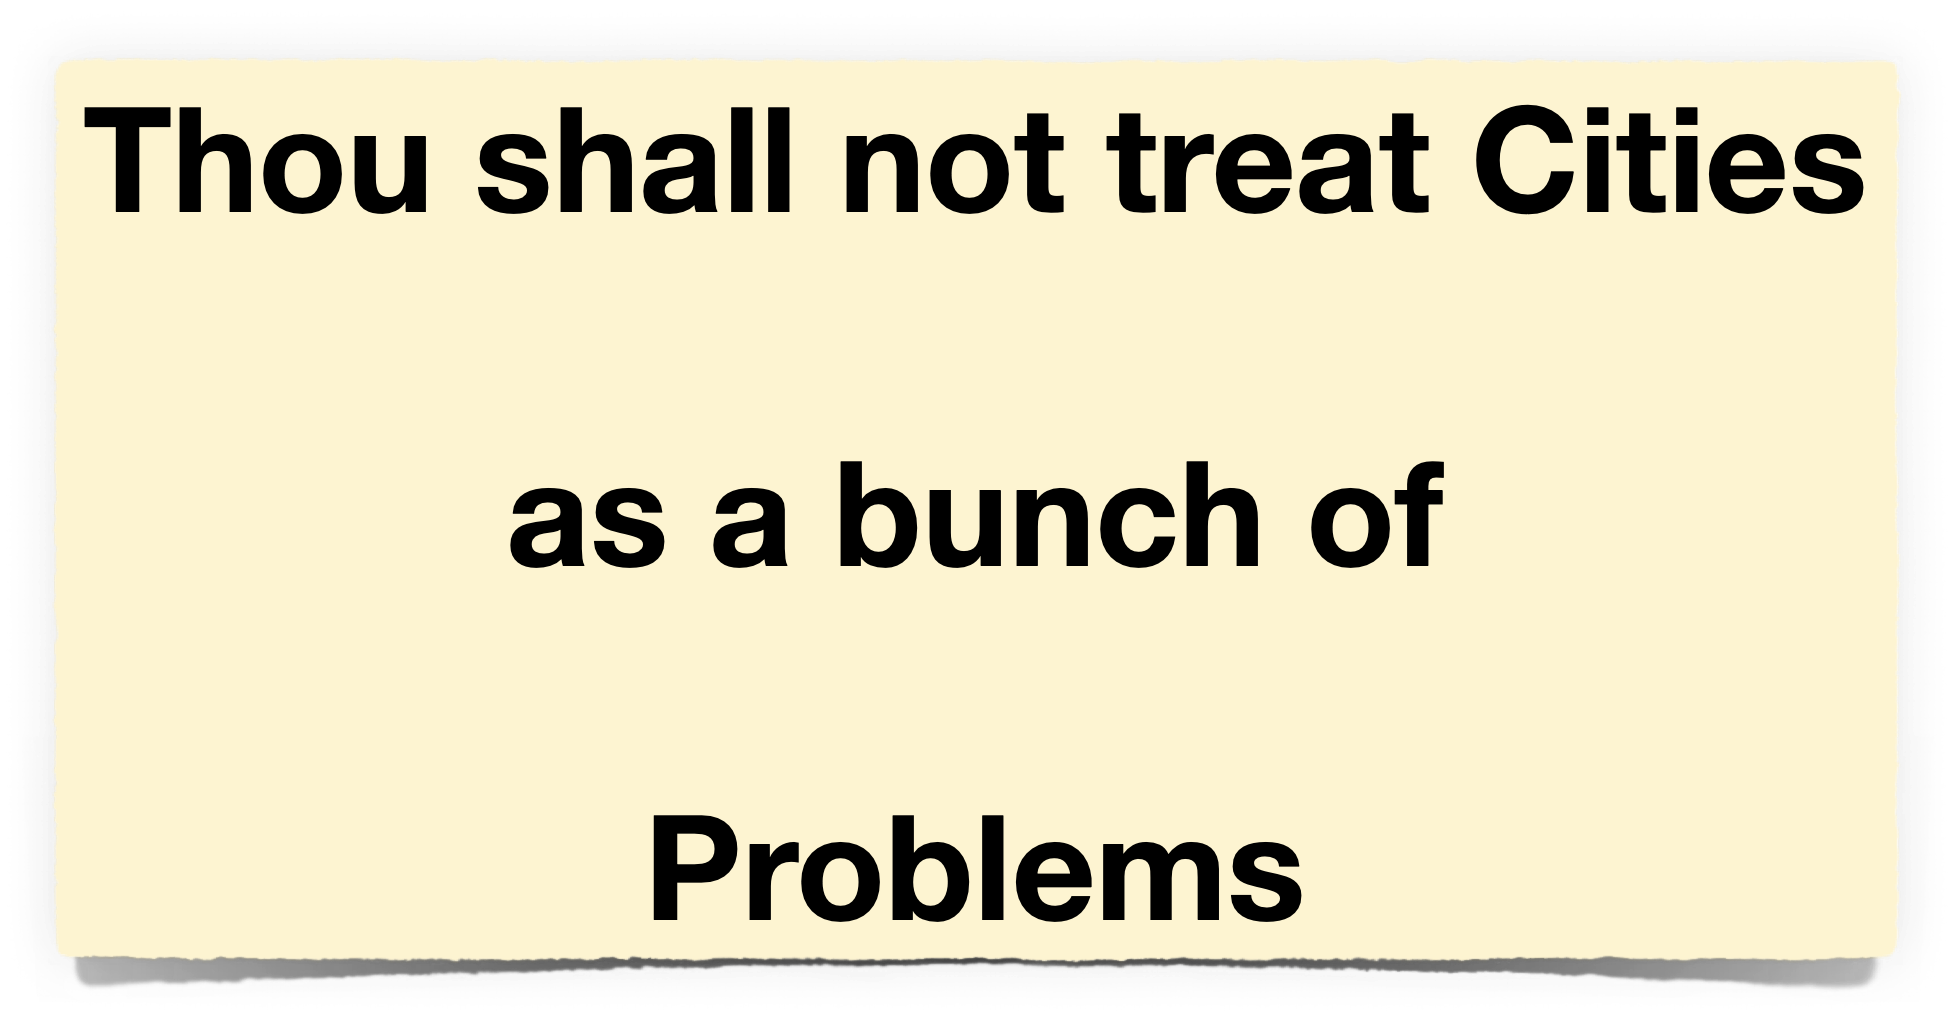 Thou shall not treat Cities
as a bunch of
Problems